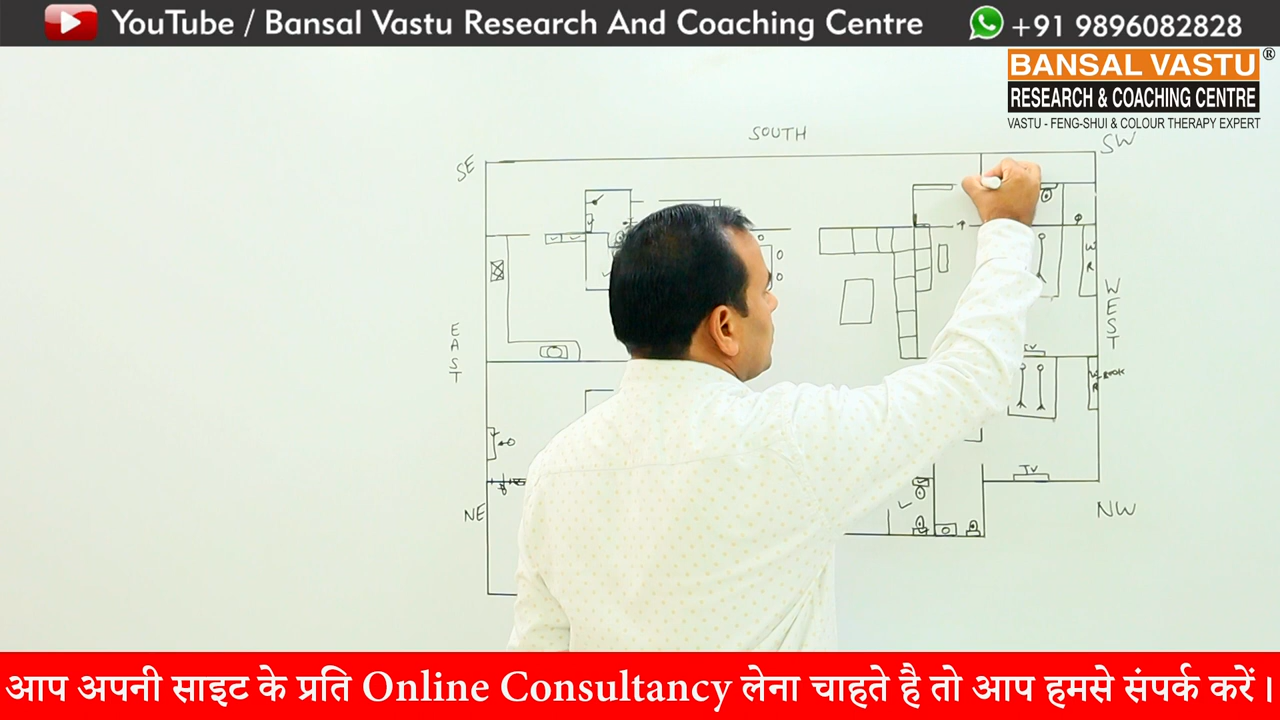 YouTube / Bansal Vastu Research And Coaching Centre
+91 9896082828
BANSAL VASTU®
RESEARCH & COACHING CENTRE
VASTU - FENG-SHUI & COLOUR THERAPY EXPERT
SOUTH
SW
SE
W
R
WEST
EAST
TV
W
R
TV
NE
NW
आप अपनी साइट के प्रति Online Consultancy लेना चाहते है तो आप हमसे संपर्क करें।